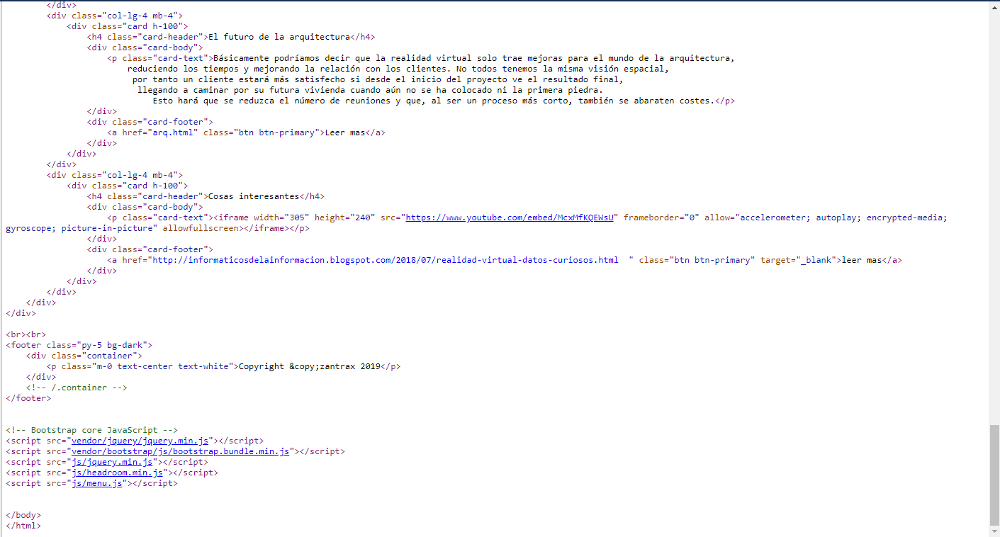 </div>
        <div class="col-lg-4 mb-4">
            <div class="card h-100">
                <h4 class="card-header">El futuro de la arquitectura</h4>
                <div class="card-body">
                    <p class="card-text">Básicamente podríamos decir que la realidad virtual solo trae mejoras para el mundo de la arquitectura,
                        reduciendo los tiempos y mejorando la relación con los clientes. No todos tenemos la misma visión espacial,
                         por tanto un cliente estará más satisfecho si desde el inicio del proyecto ve el resultado final,
                          llegando a caminar por su futura vivienda cuando aún no se ha colocado ni la primera piedra.
                             Esto hará que se reduzca el número de reuniones y que, al ser un proceso más corto, también se abaraten costes.</p>
                </div>
                <div class="card-footer">
                    <a href="arq.html" class="btn btn-primary">Leer mas</a>
                </div>
            </div>
        </div>
        <div class="col-lg-4 mb-4">
            <div class="card h-100">
                <h4 class="card-header">Cosas interesantes</h4>
                <div class="card-body">
                    <p class="card-text"><iframe width="305" height="240" src="https://www.youtube.com/embed/McxMfKQEWsU" frameborder="0" allow="accelerometer; autoplay; encrypted-media;
gyroscope; picture-in-picture" allowfullscreen></iframe></p>
                </div>
                <div class="card-footer">
                    <a href="http://informaticosdelainformacion.blogspot.com/2018/07/realidad-virtual-datos-curiosos.html  " class="btn btn-primary" target="_blank">leer mas</a>
                </div>
            </div>
        </div>
    </div>
</div>

<br><br>
<footer class="py-5 bg-dark">
    <div class="container">
        <p class="m-0 text-center text-white">Copyright &copy;zantrax 2019</p>
    </div>
    <!-- /.container -->
</footer>


<!-- Bootstrap core JavaScript -->
<script src="vendor/jquery/jquery.min.js"></script>
<script src="vendor/bootstrap/js/bootstrap.bundle.min.js"></script>
<script src="js/jquery.min.js"></script>
<script src="js/headroom.min.js"></script>
<script src="js/menu.js"></script>


</body>
</html>